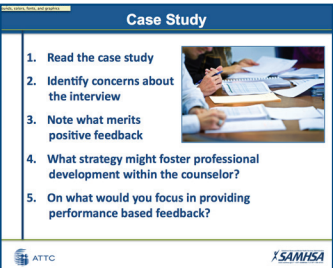 guide, colors, fonts, and graphics
Case Study
1. Read the case study
2. Identify concerns about
the interview
3. Note what merits
positive feedback
4. What strategy might foster professional
development within the counselor?
5. On what would you focus in providing
performance based feedback?
ATTC
SAMHSA